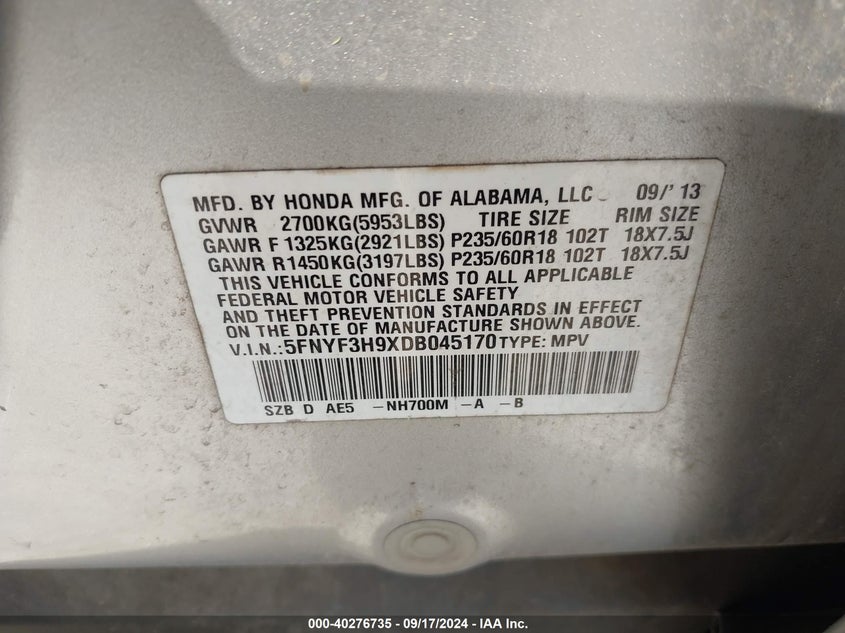 MFD. BY HONDA MFG. OF ALABAMA, LLC 09/'13
GVWR 2700KG(5953LBS) TIRE SIZE RIM SIZE
GAWR F 1325KG(2921LBS) P235/60R18 102T 18X7.5J
GAWR R1450KG(3197LBS) P235/60R18 102T 18X7.5J
THIS VEHICLE CONFORMS TO ALL APPLICABLE
FEDERAL MOTOR VEHICLE SAFETY
AND THEFT PREVENTION STANDARDS IN EFFECT
ON THE DATE OF MANUFACTURE SHOWN ABOVE.
V.I.N.:5FNYF3H9XDB045170 TYPE: MPV
SZB D AE5 -NH700M -A -B
000-40276735 - 09/17/2024 - IAA Inc.